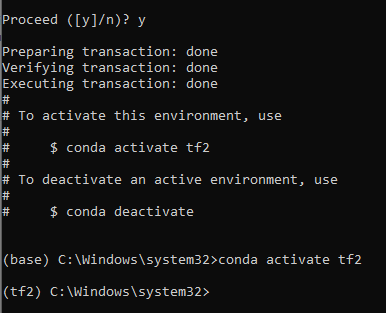 Proceed ([y]/n)? y
Preparing transaction: done
Verifying transaction: done
Executing transaction: done
#
# To activate this environment, use
#
#     $ conda activate tf2
#
# To deactivate an active environment, use
#
#     $ conda deactivate
(base) C:\Windows\system32>conda activate tf2
(tf2) C:\Windows\system32>